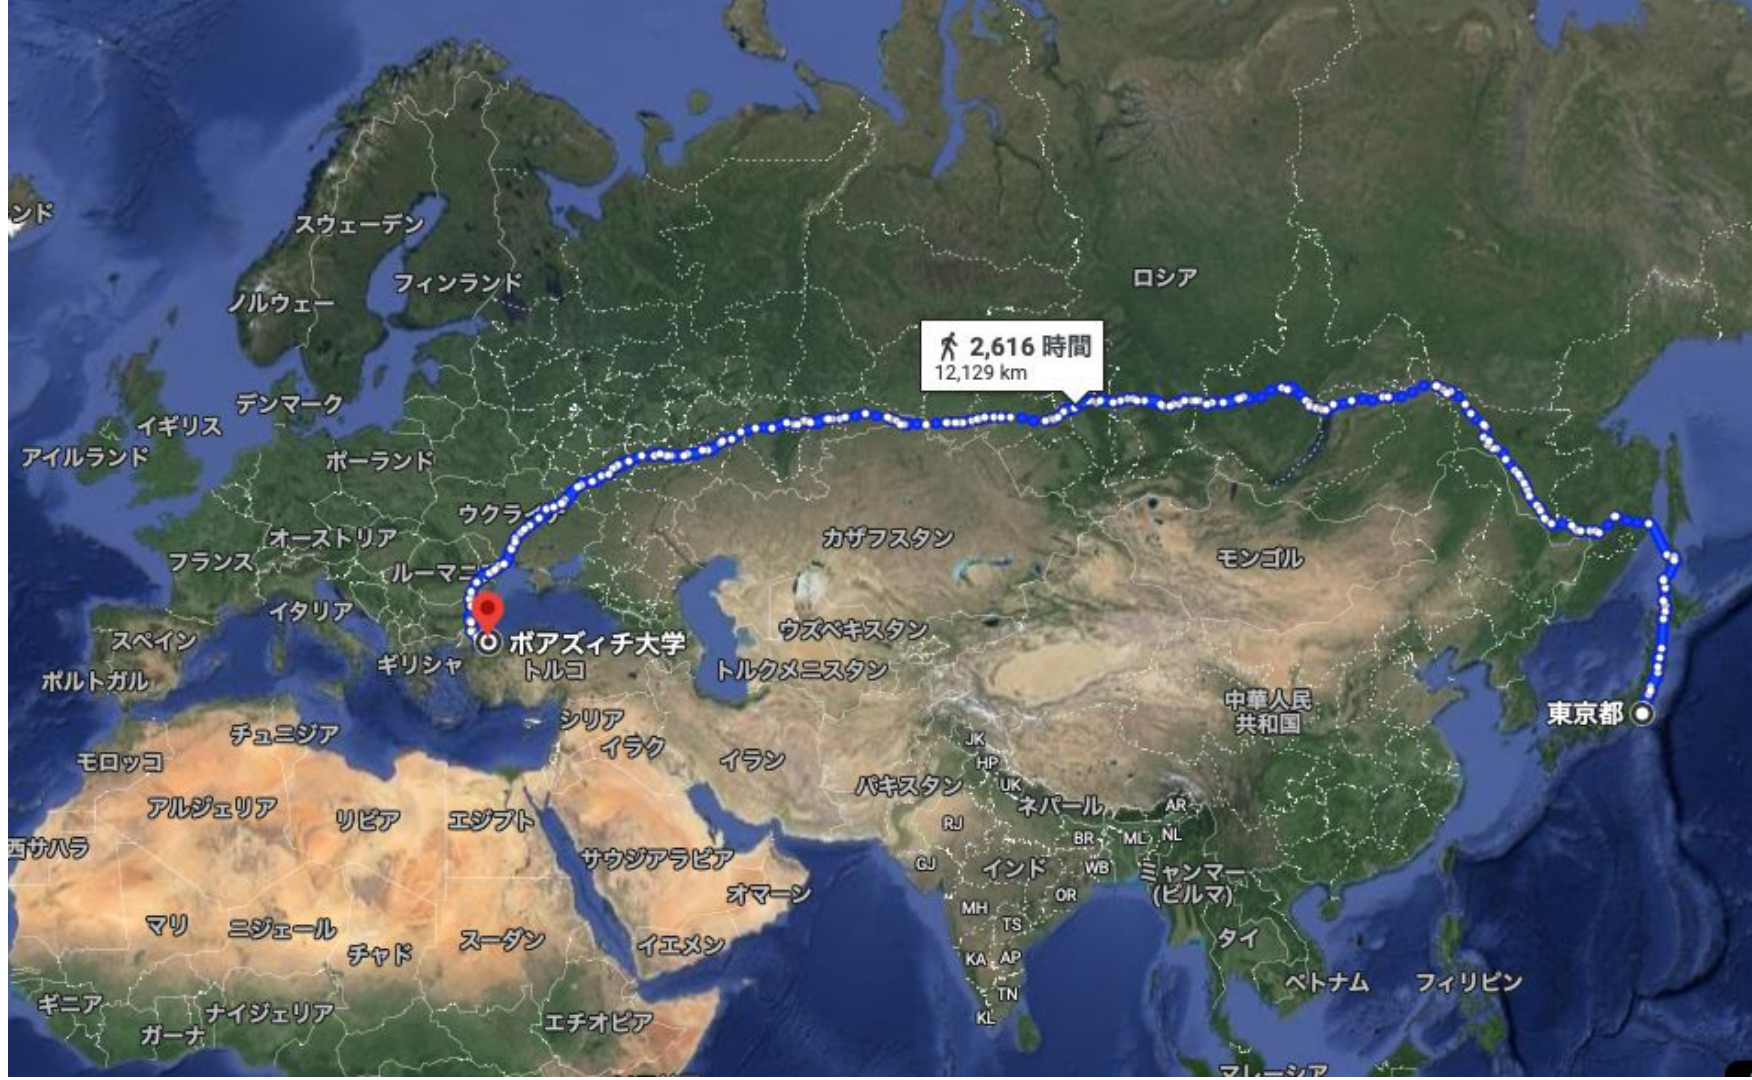 ンド
スウェーデン
フィンランド
ロシア
ノルウェー
2,616 時間
12,129 km
デンマーク
イギリス
アイルランド
ポーランド
ウクライナ
オーストリア
カザフスタン
フランス
モンゴル
ルーマニ
イタリア
ウズベキスタン
スペイン
ボアズィチ大学
ギリシャ
トルコ
トルクメニスタン
ポルトガル
中華人民
共和国
東京都
シリア
チュニジア
イラク
モロッコ
イラン
JK
HP
UK
パキスタン
ネパール
AR
アルジェリア
リビア
エジプト
RJ
BR
ML
NL
西サハラ
サウジアラビア
GJ
インド
WB
ミャンマー
(ビルマ)
オマーン
OR
MH
マリ
ニジェール
チャド
スーダン
イエメン
TS
タイ
KA
AP
ベトナム
フィリピン
TN
ギニア
ナイジェリア
エチオピア
KL
ガーナ
マレーシア